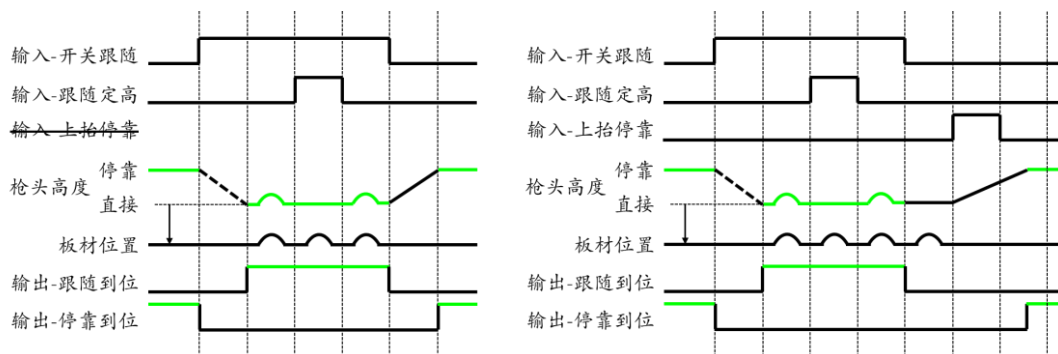 输入-开关跟随
输入-跟随定高
输入-上抬停靠
枪头高度
停靠
直接
板材位置
输出-跟随到位
输出-停靠到位
输入-开关跟随
输入-跟随定高
输入-上抬停靠
枪头高度
停靠
直接
板材位置
输出-跟随到位
输出-停靠到位